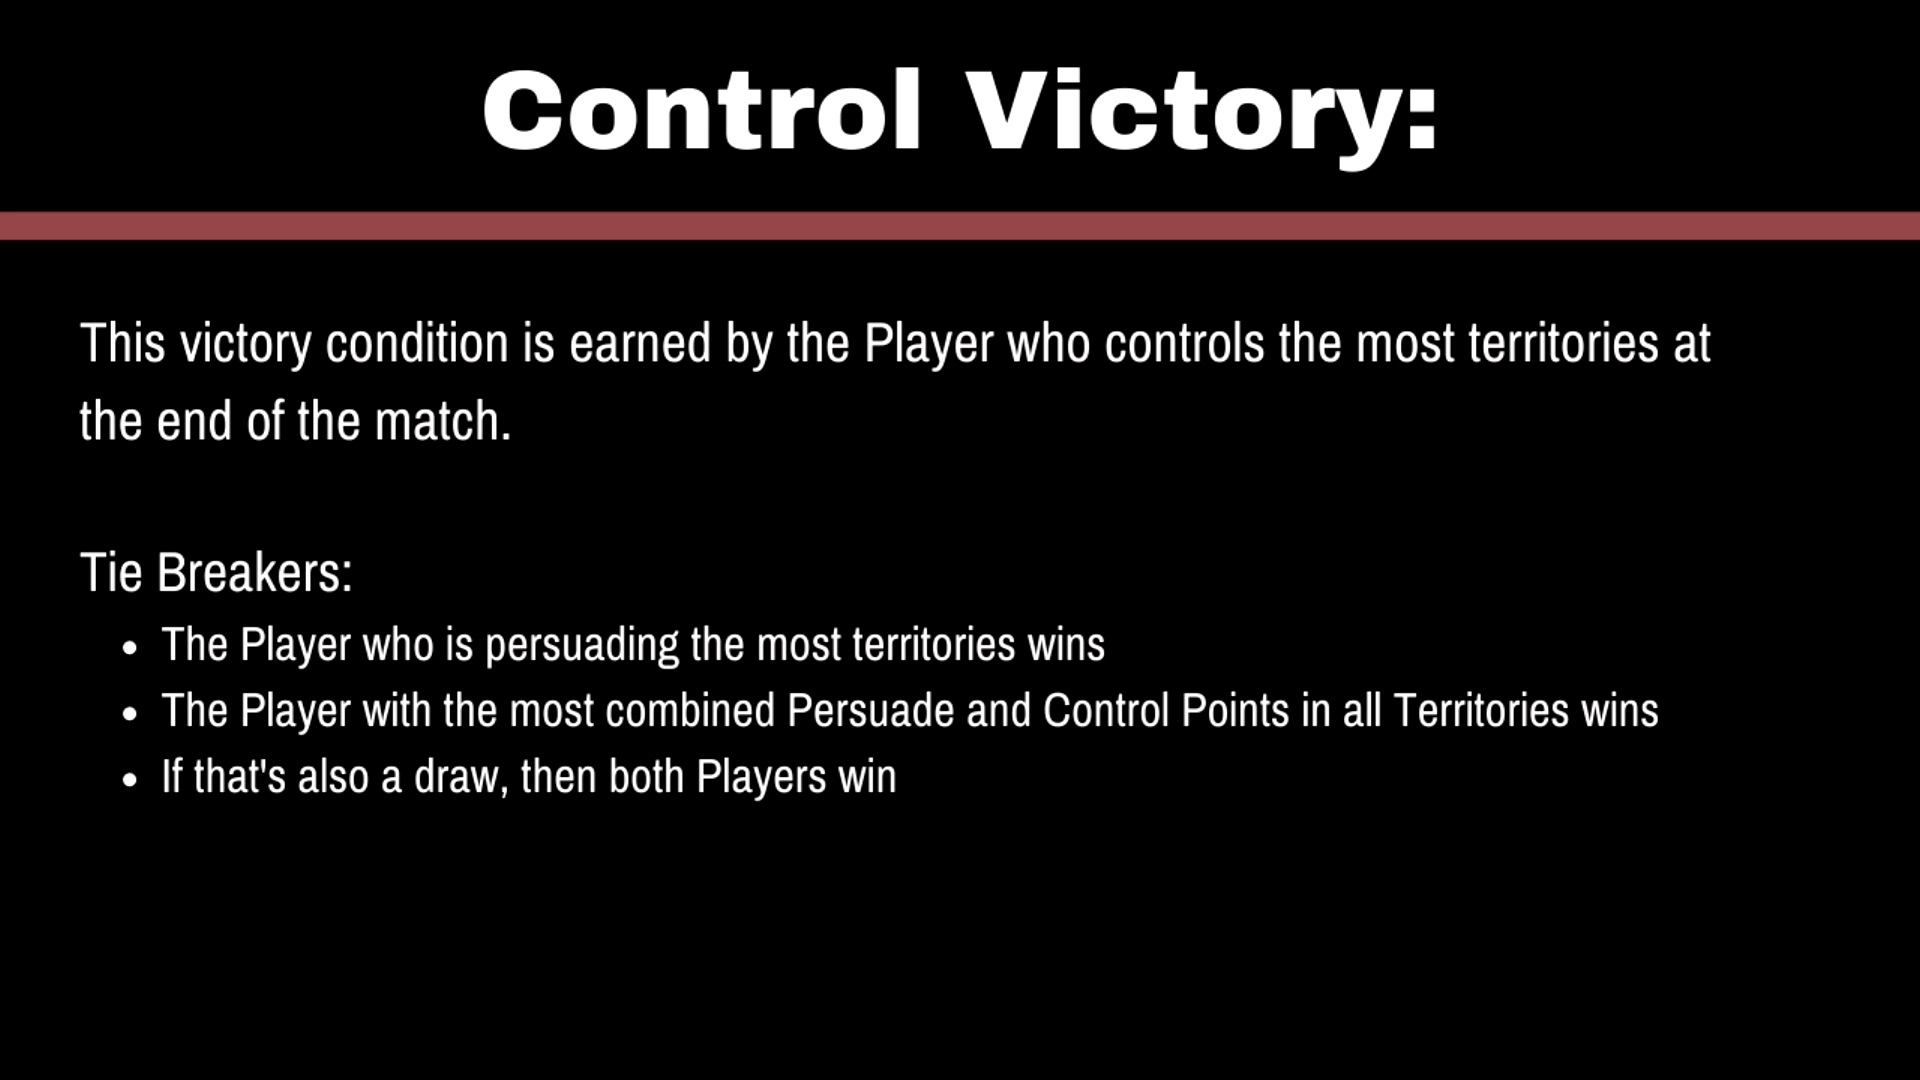 Control Victory:
This victory condition is earned by the Player who controls the most territories at
the end of the match.
Tie Breakers:
• The Player who is persuading the most territories wins
• The Player with the most combined Persuade and Control Points in all Territories wins
• If that's also a draw, then both Players win